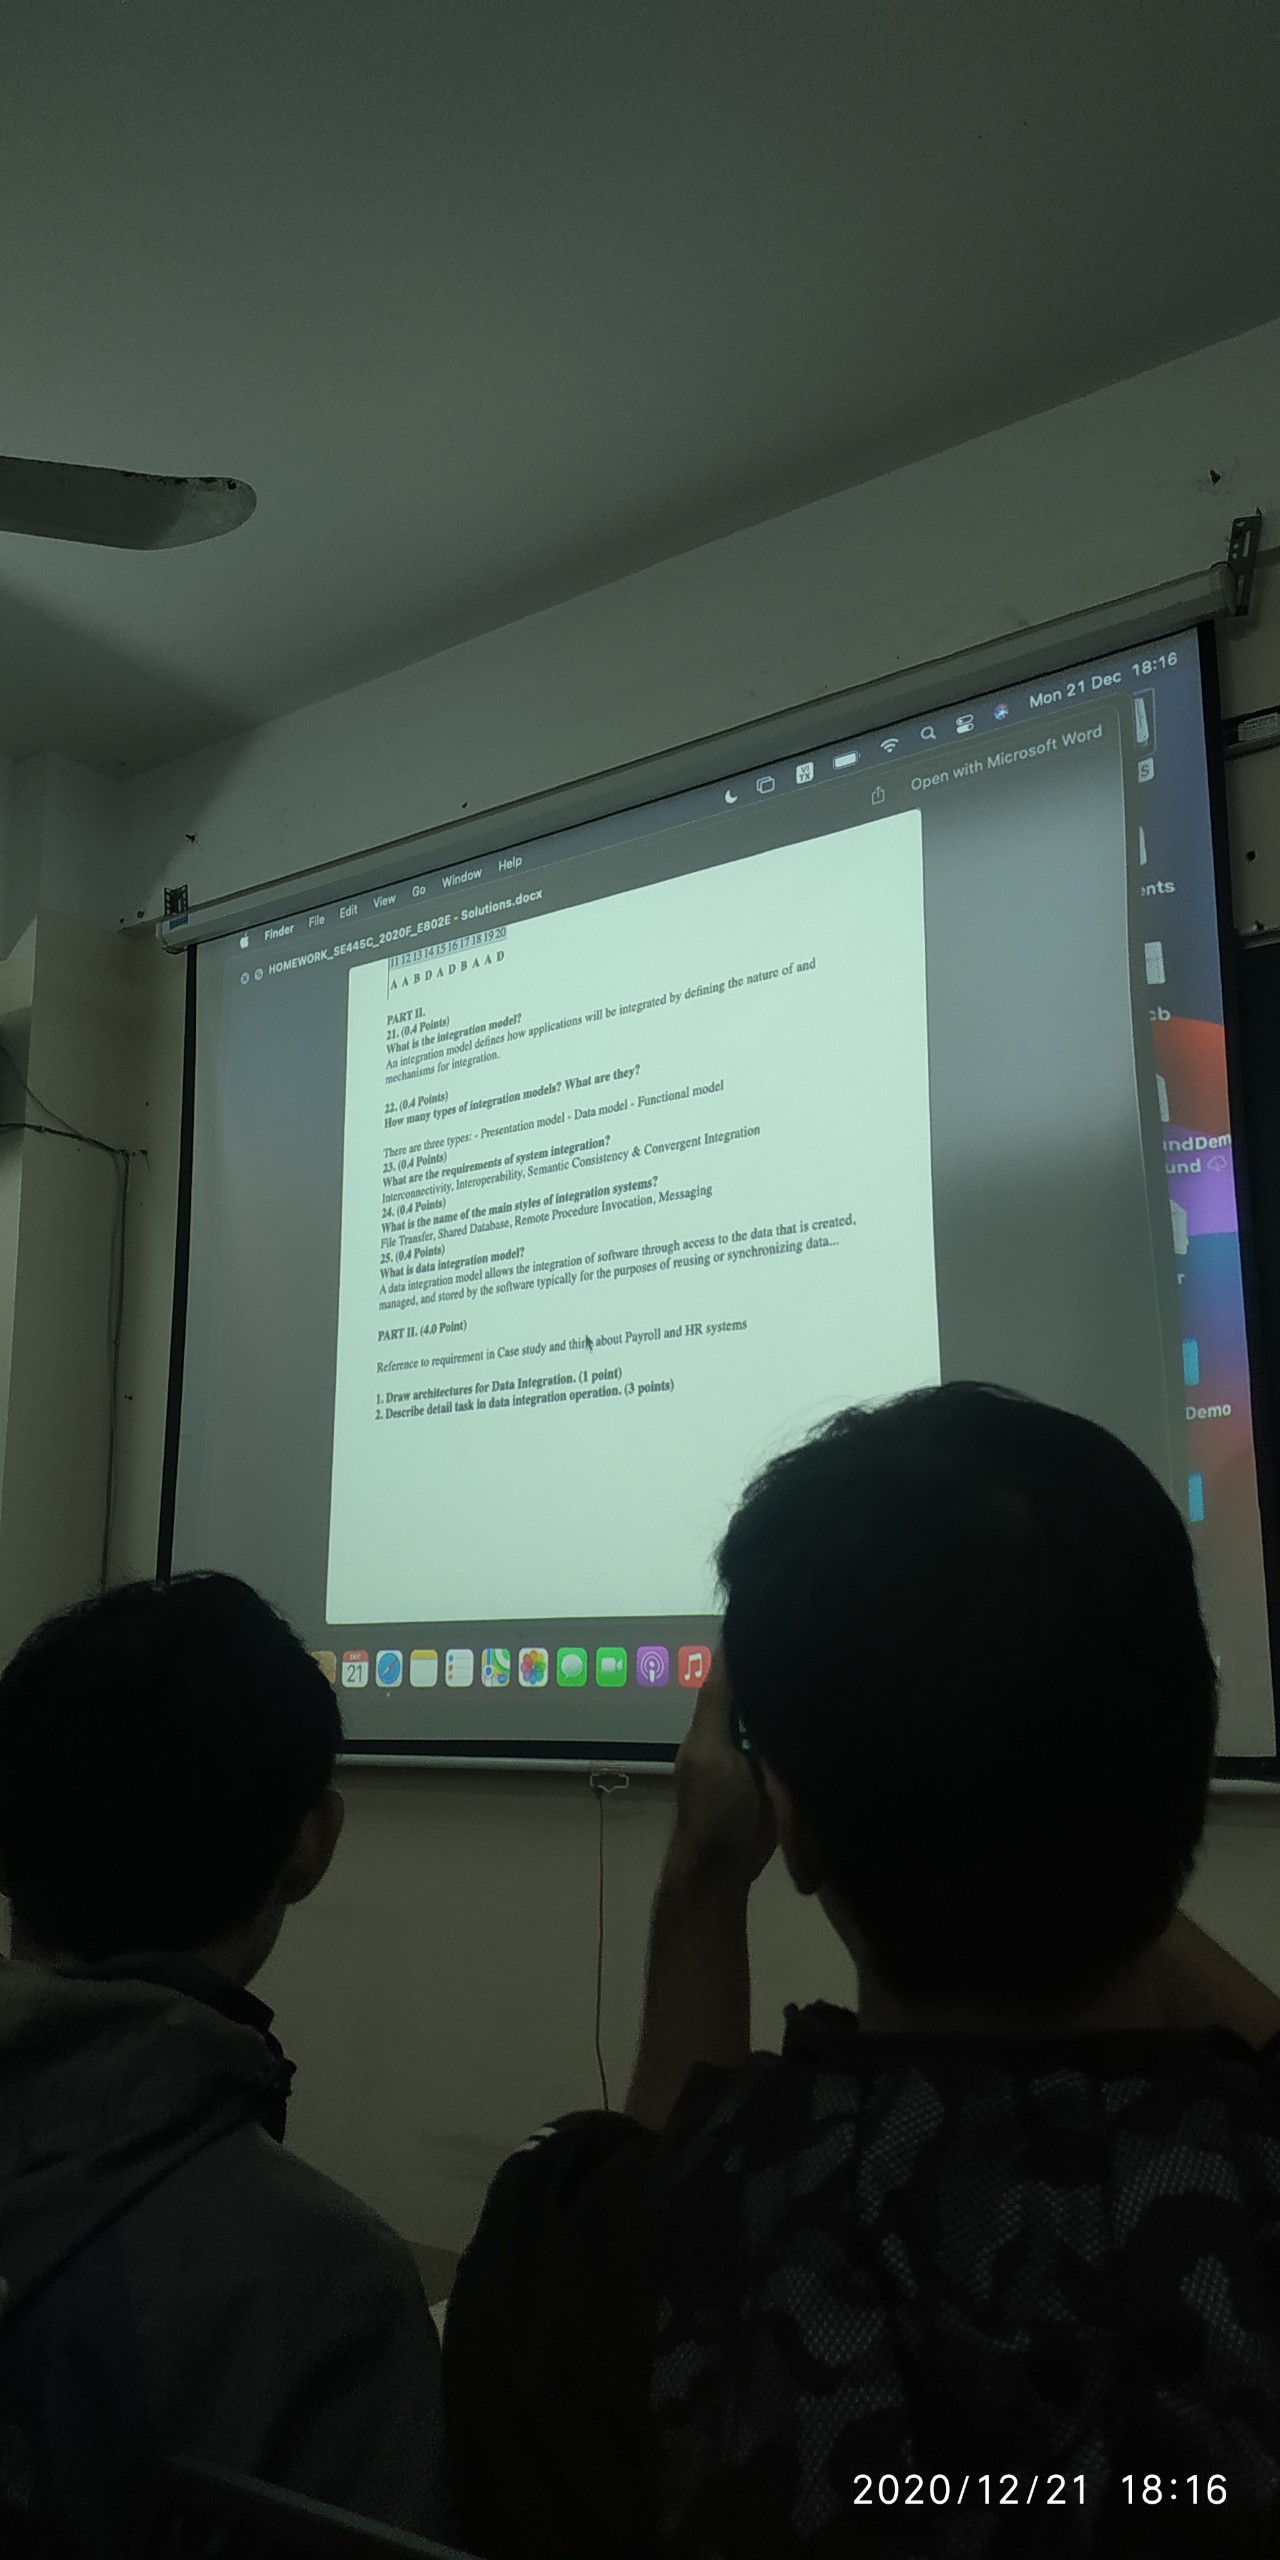 Finder File Edit View Go Window Help
Mon 21 Dec 18:16
HOMEWORK_SE445C_2020F_E802E - Solutions.docx
Open with Microsoft Word
11 12 13 14 15 16 17 18 19 20
A A B D A D B A A D
PART II.
21. (0.4 Points)
What is the integration model?
An integration model defines how applications will be integrated by defining the nature of and
mechanisms for integration.
22. (0.4 Points)
How many types of integration models? What are they?
There are three types: - Presentation model - Data model - Functional model
23. (0.4 Points)
What are the requirements of system integration?
Interconnectivity, Interoperability, Semantic Consistency & Convergent Integration
24. (0.4 Points)
What is the name of the main styles of integration systems?
File Transfer, Shared Database, Remote Procedure Invocation, Messaging
25. (0.4 Points)
What is data integration model?
A data integration model allows the integration of software through access to the data that is created,
managed, and stored by the software typically for the purposes of reusing or synchronizing data...
PART II. (4.0 Point)
Reference to requirement in Case study and think about Payroll and HR systems
1. Draw architectures for Data Integration. (1 point)
2. Describe detail task in data integration operation. (3 points)
S
ents
cb
undDem
und
r
Demo
DEC
21
2020/12/21 18:16